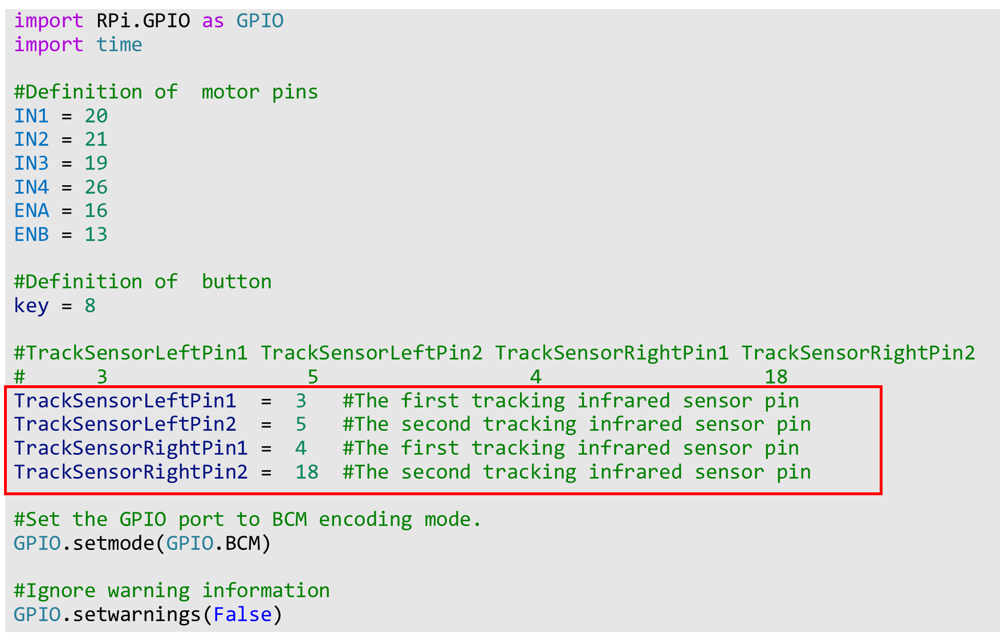 import RPi.GPIO as GPIO
import time
#Definition of  motor pins
IN1 = 20
IN2 = 21
IN3 = 19
IN4 = 26
ENA = 16
ENB = 13
#Definition of  button
key = 8
#TrackSensorLeftPin1 TrackSensorLeftPin2 TrackSensorRightPin1 TrackSensorRightPin2
#      3                 5                  4                   18
TrackSensorLeftPin1  =  3   #The first tracking infrared sensor pin
TrackSensorLeftPin2  =  5   #The second tracking infrared sensor pin
TrackSensorRightPin1 =  4   #The first tracking infrared sensor pin
TrackSensorRightPin2 =  18  #The second tracking infrared sensor pin
#Set the GPIO port to BCM encoding mode.
GPIO.setmode(GPIO.BCM)
#Ignore warning information
GPIO.setwarnings(False)